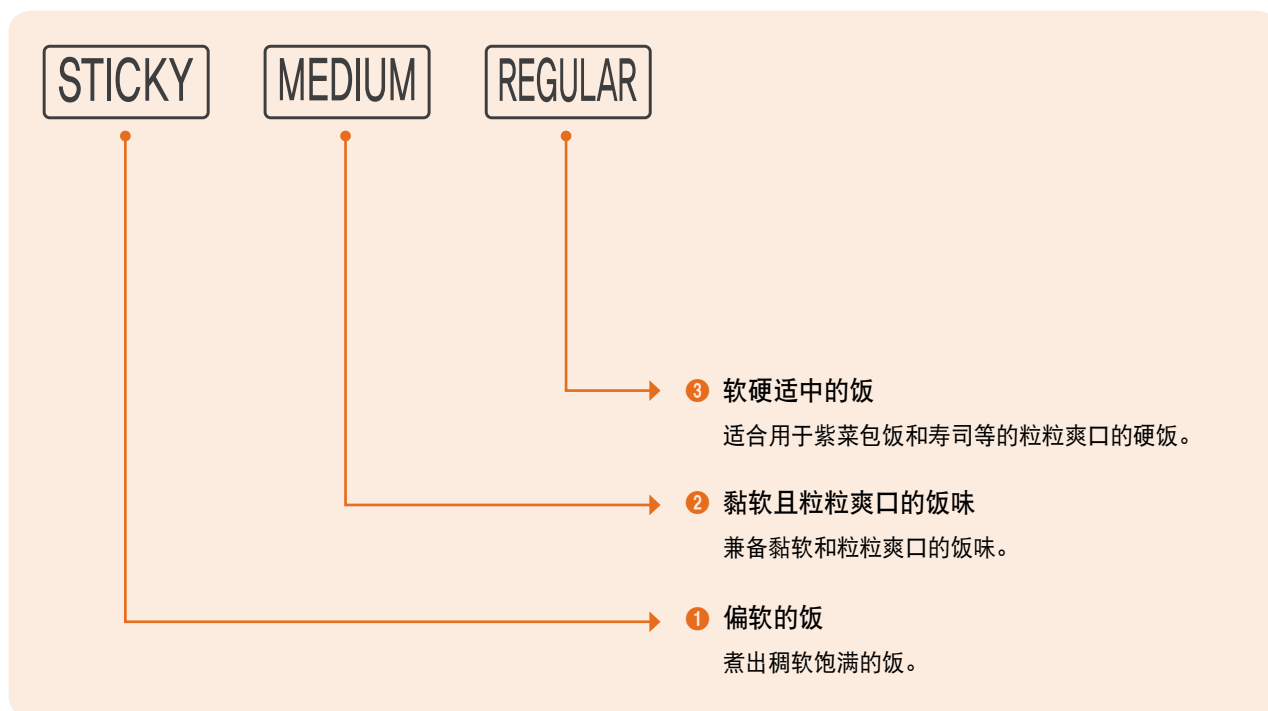 STICKY MEDIUM REGULAR
❸ 软硬适中的饭
适合用于紫菜包饭和寿司等的粒粒爽口的硬饭。
❷ 黏软且粒粒爽口的饭味
兼备黏软和粒粒爽口的饭味。
❶ 偏软的饭
煮出稠软饱满的饭。